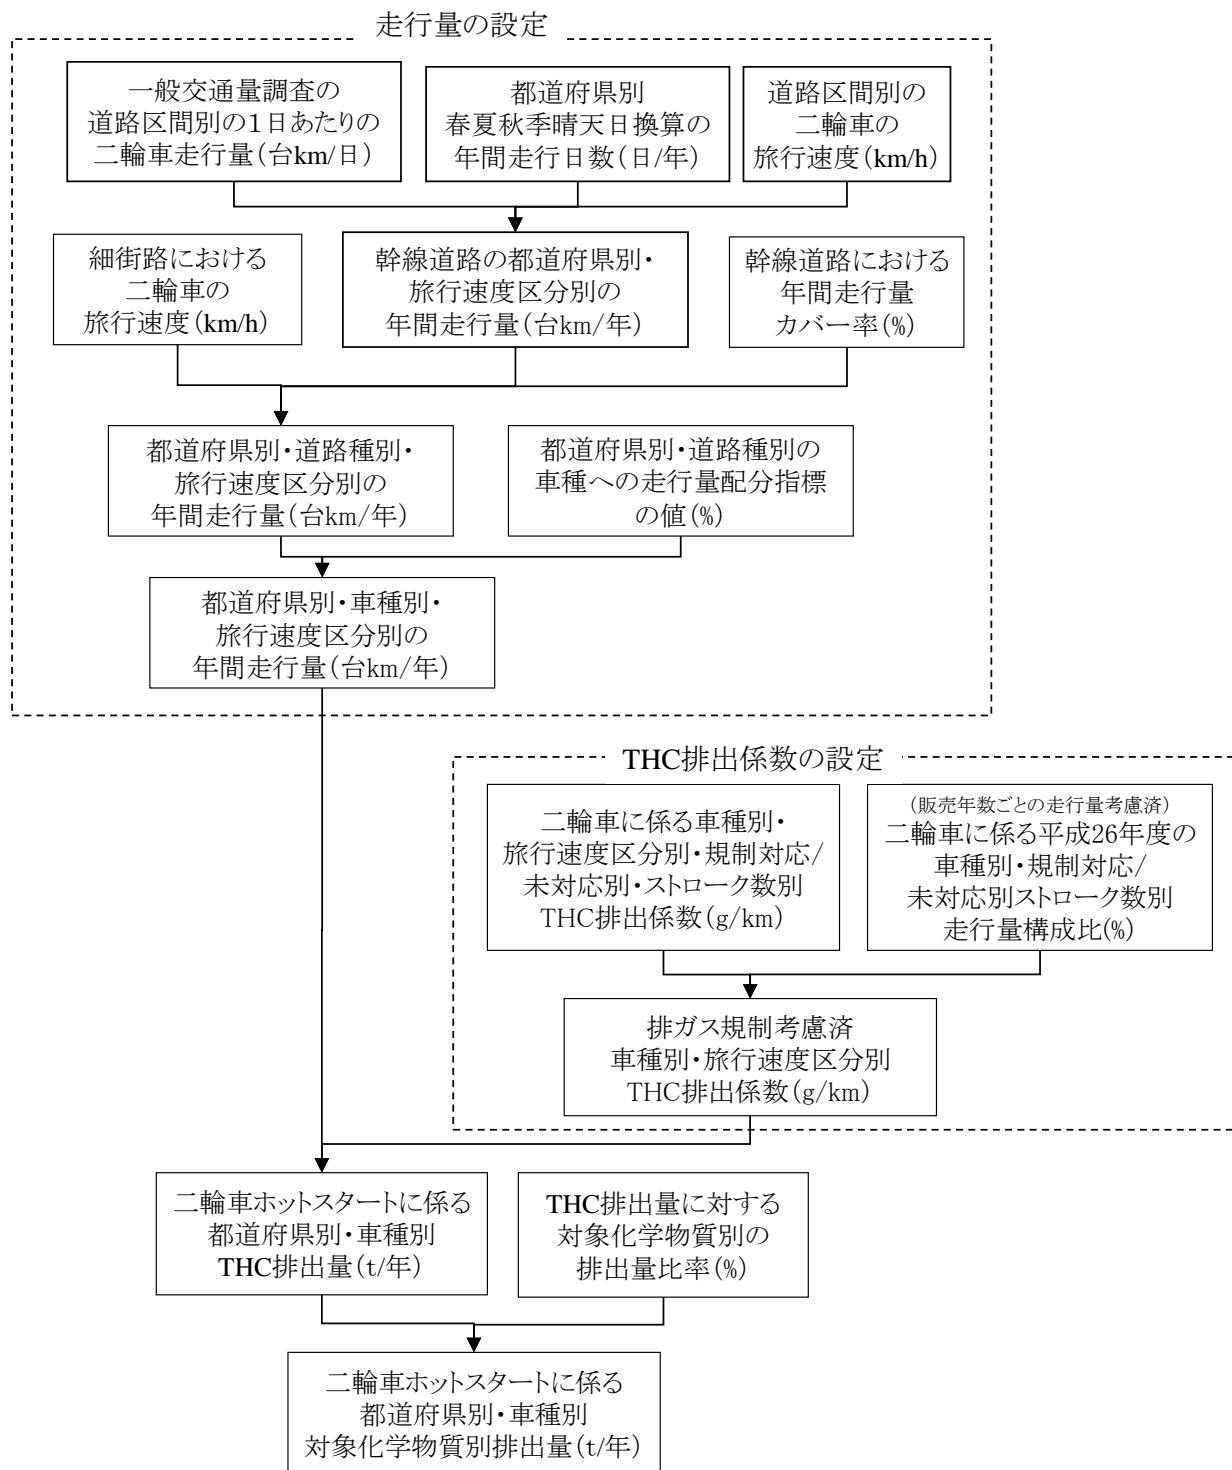 走行量の設定
一般交通量調査の
道路区間別の１日あたりの
二輪車走行量（台km/日）
都道府県別
春夏秋季晴天日換算の
年間走行日数（日/年）
道路区間別の
二輪車の
旅行速度（km/h）
細街路における
二輪車の
旅行速度（km/h）
幹線道路の都道府県別・
旅行速度区分別の
年間走行量（台km/年）
幹線道路における
年間走行量
カバー率（%）
都道府県別・道路種別・
旅行速度区分別の
年間走行量（台km/年）
都道府県別・道路種別の
車種への走行量配分指標
の値（%）
都道府県別・車種別・
旅行速度区分別の
年間走行量（台km/年）
THC排出係数の設定
二輪車に係る車種別・
旅行速度区分別・規制対応/
未対応別・ストローク数別
THC排出係数（g/km）
（販売年数ごとの走行量考慮済）
二輪車に係る平成26年度の
車種別・規制対応/
未対応別ストローク数別
走行量構成比(%)
排ガス規制考慮済
車種別・旅行速度区分別
THC排出係数（g/km）
二輪車ホットスタートに係る
都道府県別・車種別
THC排出量（t/年）
THC排出量に対する
対象化学物質別の
排出量比率（%）
二輪車ホットスタートに係る
都道府県別・車種別
対象化学物質別排出量（t/年）